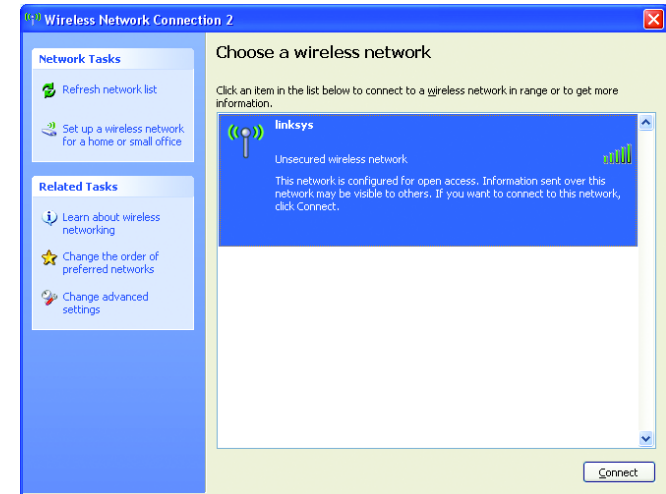 Wireless Network Connection 2
Network Tasks
Refresh network list
Set up a wireless network
for a home or small office
Related Tasks
Learn about wireless
networking
Change the order of
preferred networks
Change advanced
settings
Choose a wireless network
Click an item in the list below to connect to a wireless network in range or to get more
information.
linksys
Unsecured wireless network
This network is configured for open access. Information sent over this
network may be visible to others. If you want to connect to this network,
click Connect.
Connect